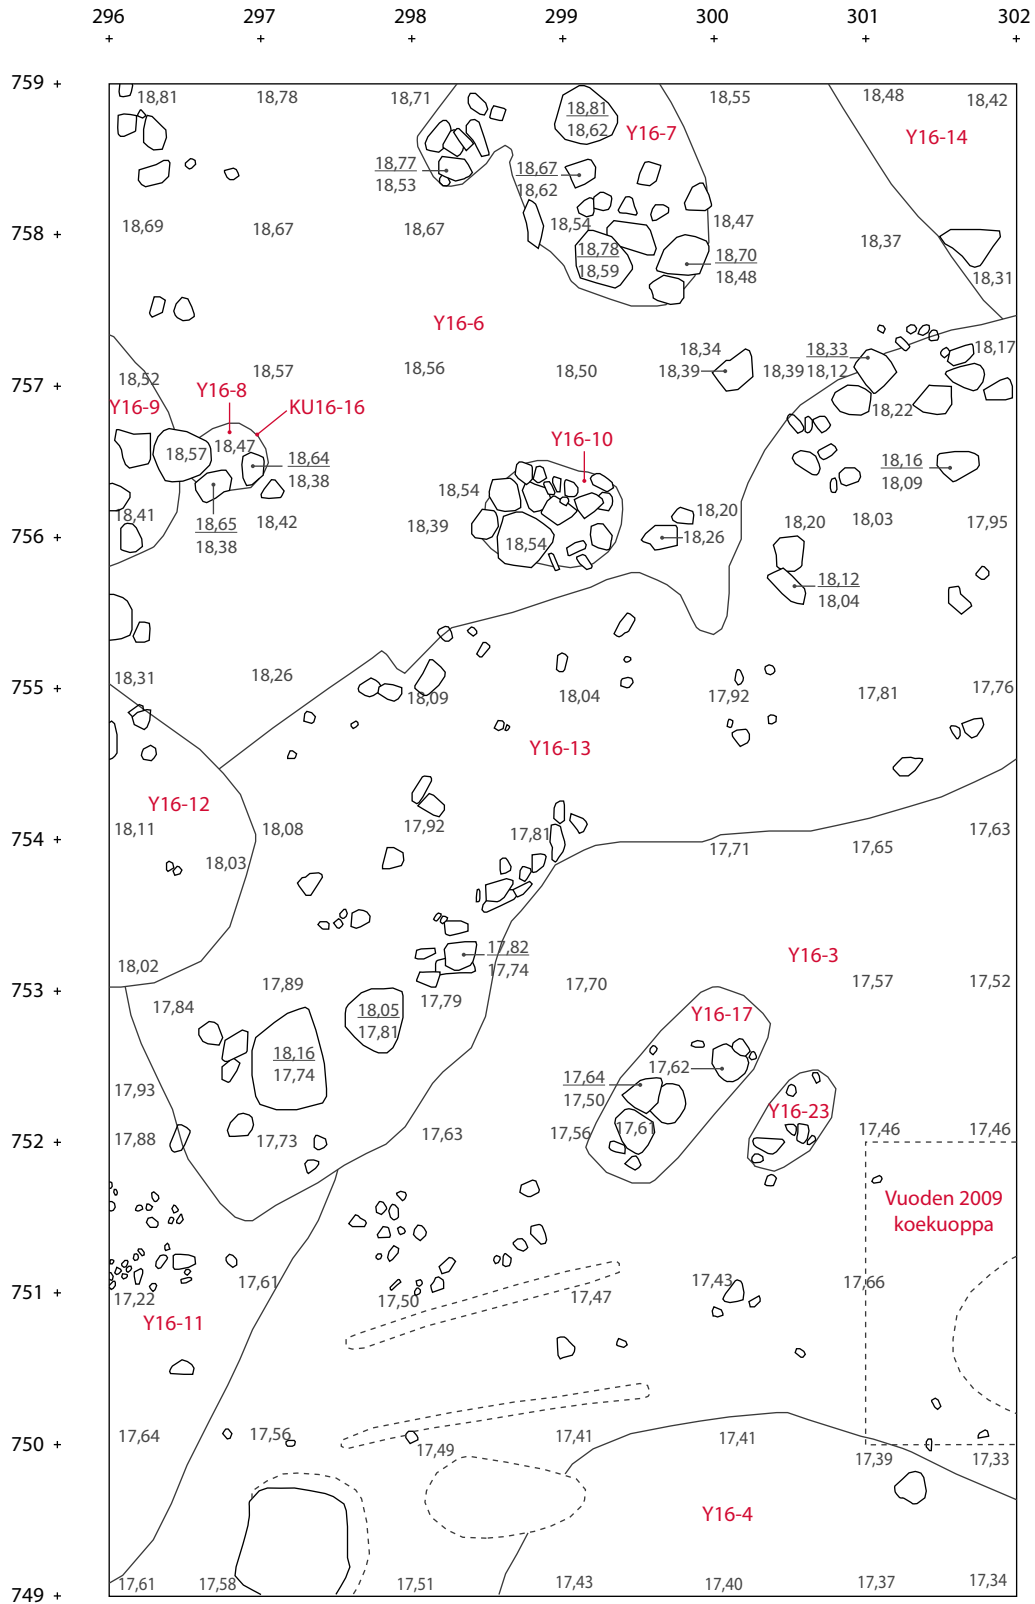 296 297 298 299 300 301 302
759
18,81 18,78 18,71 18,81 18,55 18,48 18,42
18,62 Y16-7 Y16-14
18,77 18,67
18,53 18,62
758 18,69 18,67 18,67 18,54 18,47 18,37
18,78 18,70
18,59 18,48 18,31
Y16-6
18,34 18,33 18,17
757 18,52 18,57 18,56 18,50 18,39 18,39 18,12
Y16-9 Y16-8 KU16-16 18,22
18,57 18,47 18,64 Y16-10 18,16
18,38 18,09
18,54
18,41 18,65 18,42 18,39 18,20 18,20 18,03 17,95
756 18,38 18,54 18,26
18,12
18,04
755 18,31 18,26 18,09 18,04 17,92 17,81 17,76
Y16-13
Y16-12
754 18,11 18,08 17,92 17,81 17,71 17,65 17,63
18,03
17,82 Y16-3
18,02 17,74
753 17,84 17,89 17,79 17,70 17,57 17,52
18,05 Y16-17
17,81
18,16 17,62
17,74 17,64
17,93 17,50 Y16-23
752 17,88 17,73 17,63 17,56 17,61 17,46 17,46
Vuoden 2009
koekuoppa
751 17,22 17,61 17,50 17,47 17,43 17,66
Y16-11
750 17,64 17,56 17,49 17,41 17,41 17,39 17,33
Y16-4
749 17,61 17,58 17,51 17,43 17,40 17,37 17,34